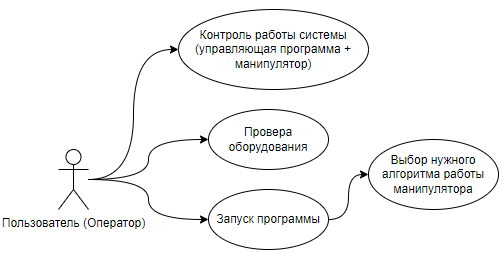 Контроль работы системы
(управляющая программа +
манипулятор)
Провера
оборудования
Выбор нужного
алгоритма работы
манипулятора
Пользователь (Оператор)
Запуск программы